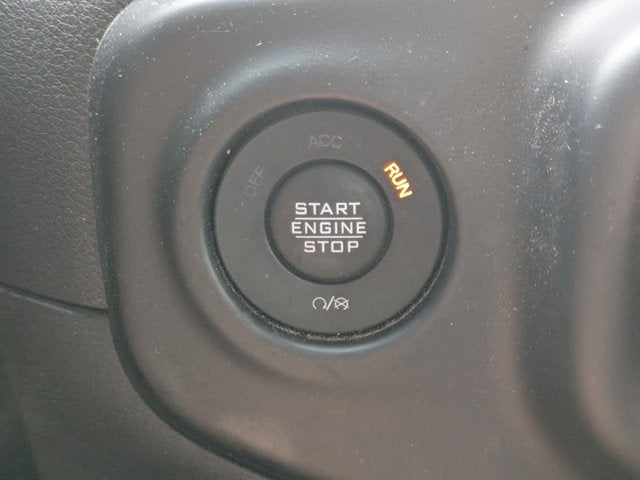 ACC
OFF
RUN
START
ENGINE
STOP